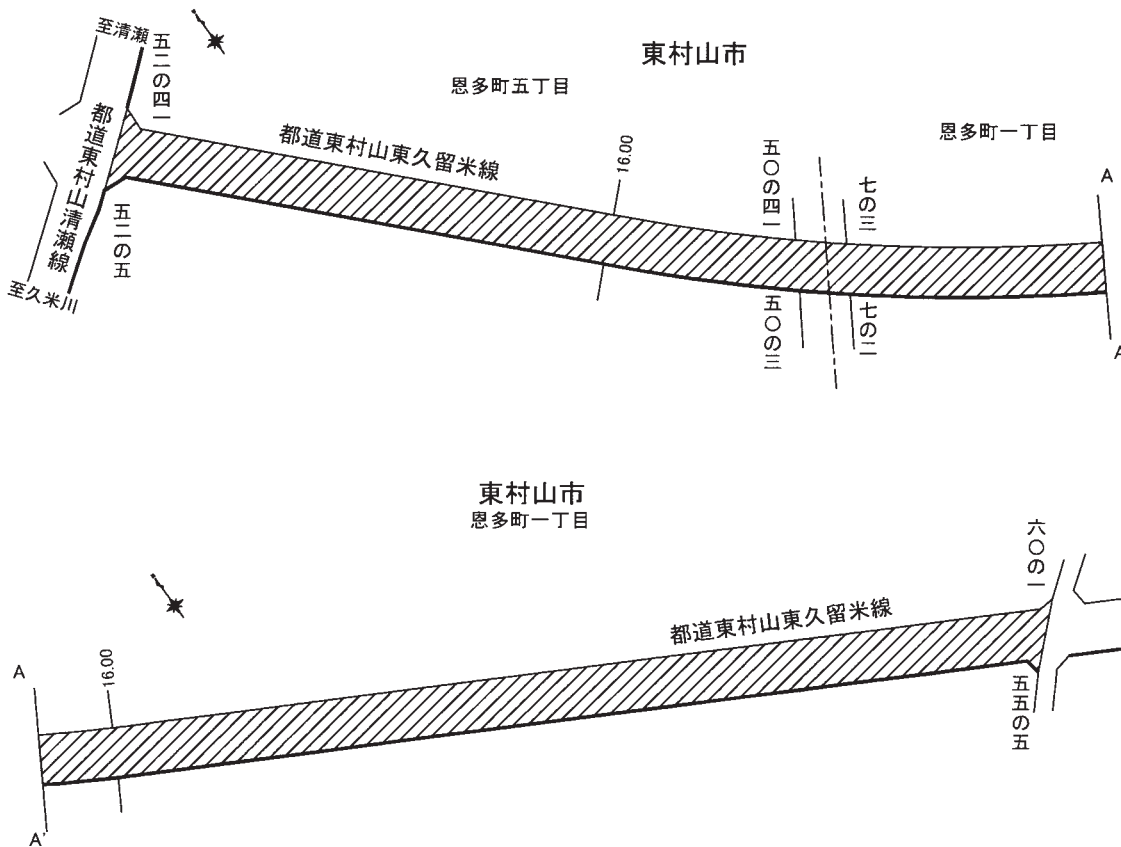 至清瀬
五二の四一
東村山市
恩多町五丁目
恩多町一丁目
都道東村山東久留米線
都道東村山清瀬線
16.00
五〇の四一
七の三
A
五二の五
至久米川
五〇の三
七の二
A
東村山市
恩多町一丁目
六〇の一
都道東村山東久留米線
A
16.00
五五の五
A'